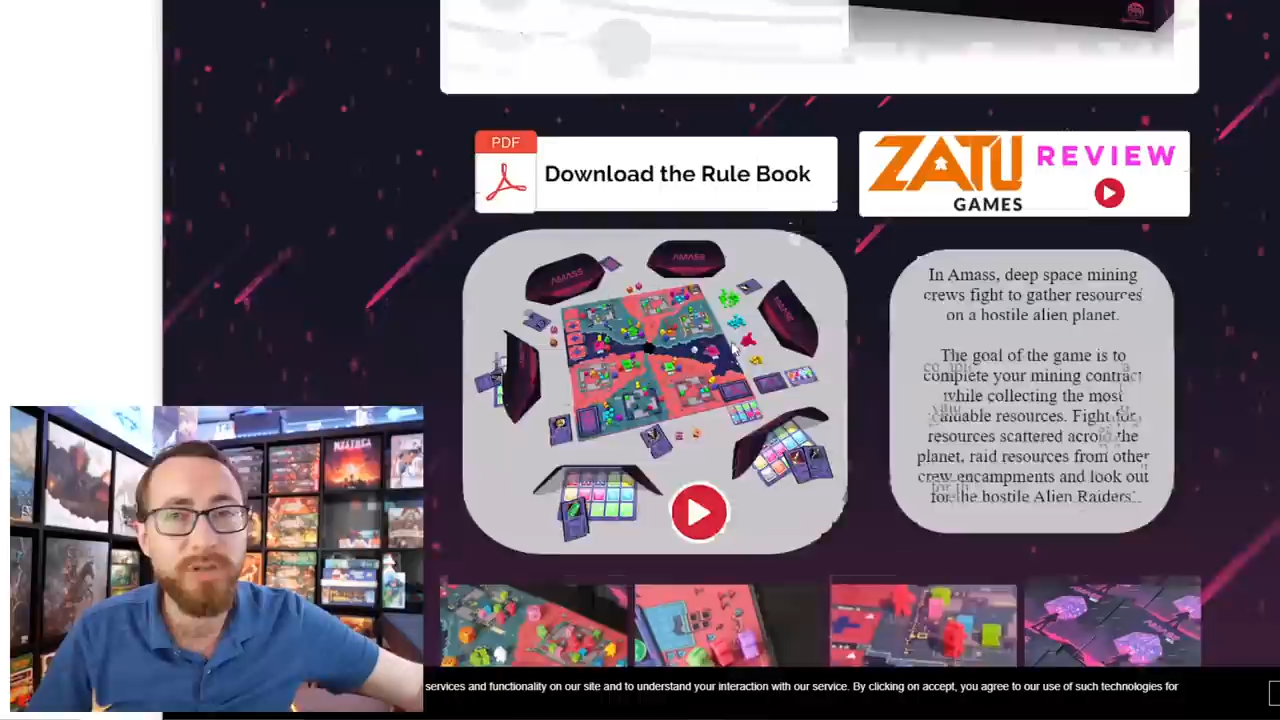 PDF
Download the Rule Book
ZATU
GAMES
REVIEW
AMASS
AMASS
In Amass, deep space mining
crews fight to gather resources
on a hostile alien planet.
The goal of the game is to
complete your mining contract
while collecting the most
valuable resources. Fight for
resources scattered across the
planet, raid resources from other
crew encampments and look out
for the hostile Alien Raiders
services and functionality on our site and to understand your interaction with our service. By clicking on accept, you agree to our use of such technologies for